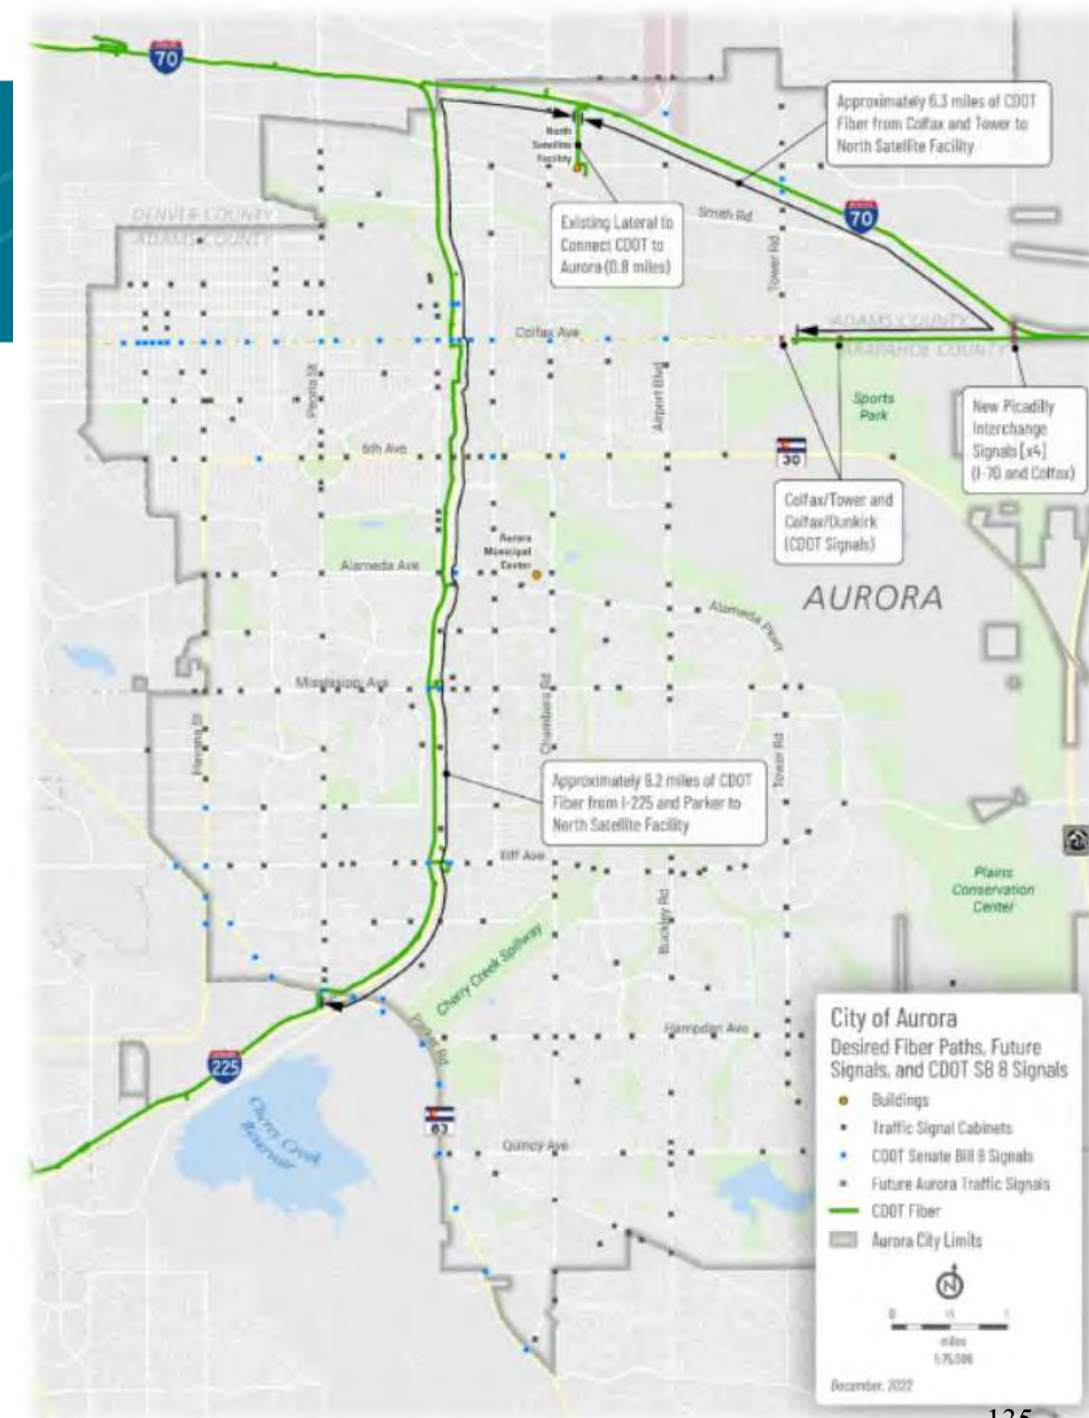 70
Approximately 6.3 miles of CDOT
Fiber from Colfax and Tower to
North Satellite Facility
North
Satellite
Facility
Smith Rd
70
DENVER COUNTY
ADAMS COUNTY
Existing Lateral to
Connect CDOT to
Aurora (0.8 miles)
Tower Rd
Colfax Ave
ADAMS COUNTY
ARAPAHOE COUNTY
Peoria St
Airport Blvd
Sports
Park
New Picadilly
Interchange
Signals [x4]
(I-70 and Colfax)
6th Ave
30
Colfax/Tower and
Colfax/Dunkirk
(CDOT Signals)
Aurora
Municipal
Center
Alameda Ave
AURORA
Alameda Pkwy
Mississippi Ave
Chambers Rd
Havana St
Tower Rd
Approximately 9.2 miles of CDOT
Fiber from I-225 and Parker to
North Satellite Facility
Iliff Ave
Plains
Conservation
Center
Buckley Rd
Cherry Creek Spillway
Parker Rd
Hampden Ave
225
Cherry Creek
Reservoir
83
Quincy Ave
City of Aurora
Desired Fiber Paths, Future
Signals, and CDOT SB 8 Signals
Buildings
Traffic Signal Cabinets
CDOT Senate Bill 8 Signals
Future Aurora Traffic Signals
CDOT Fiber
Aurora City Limits
N
0 ½ 1
miles
1:75,000
December, 2022
135